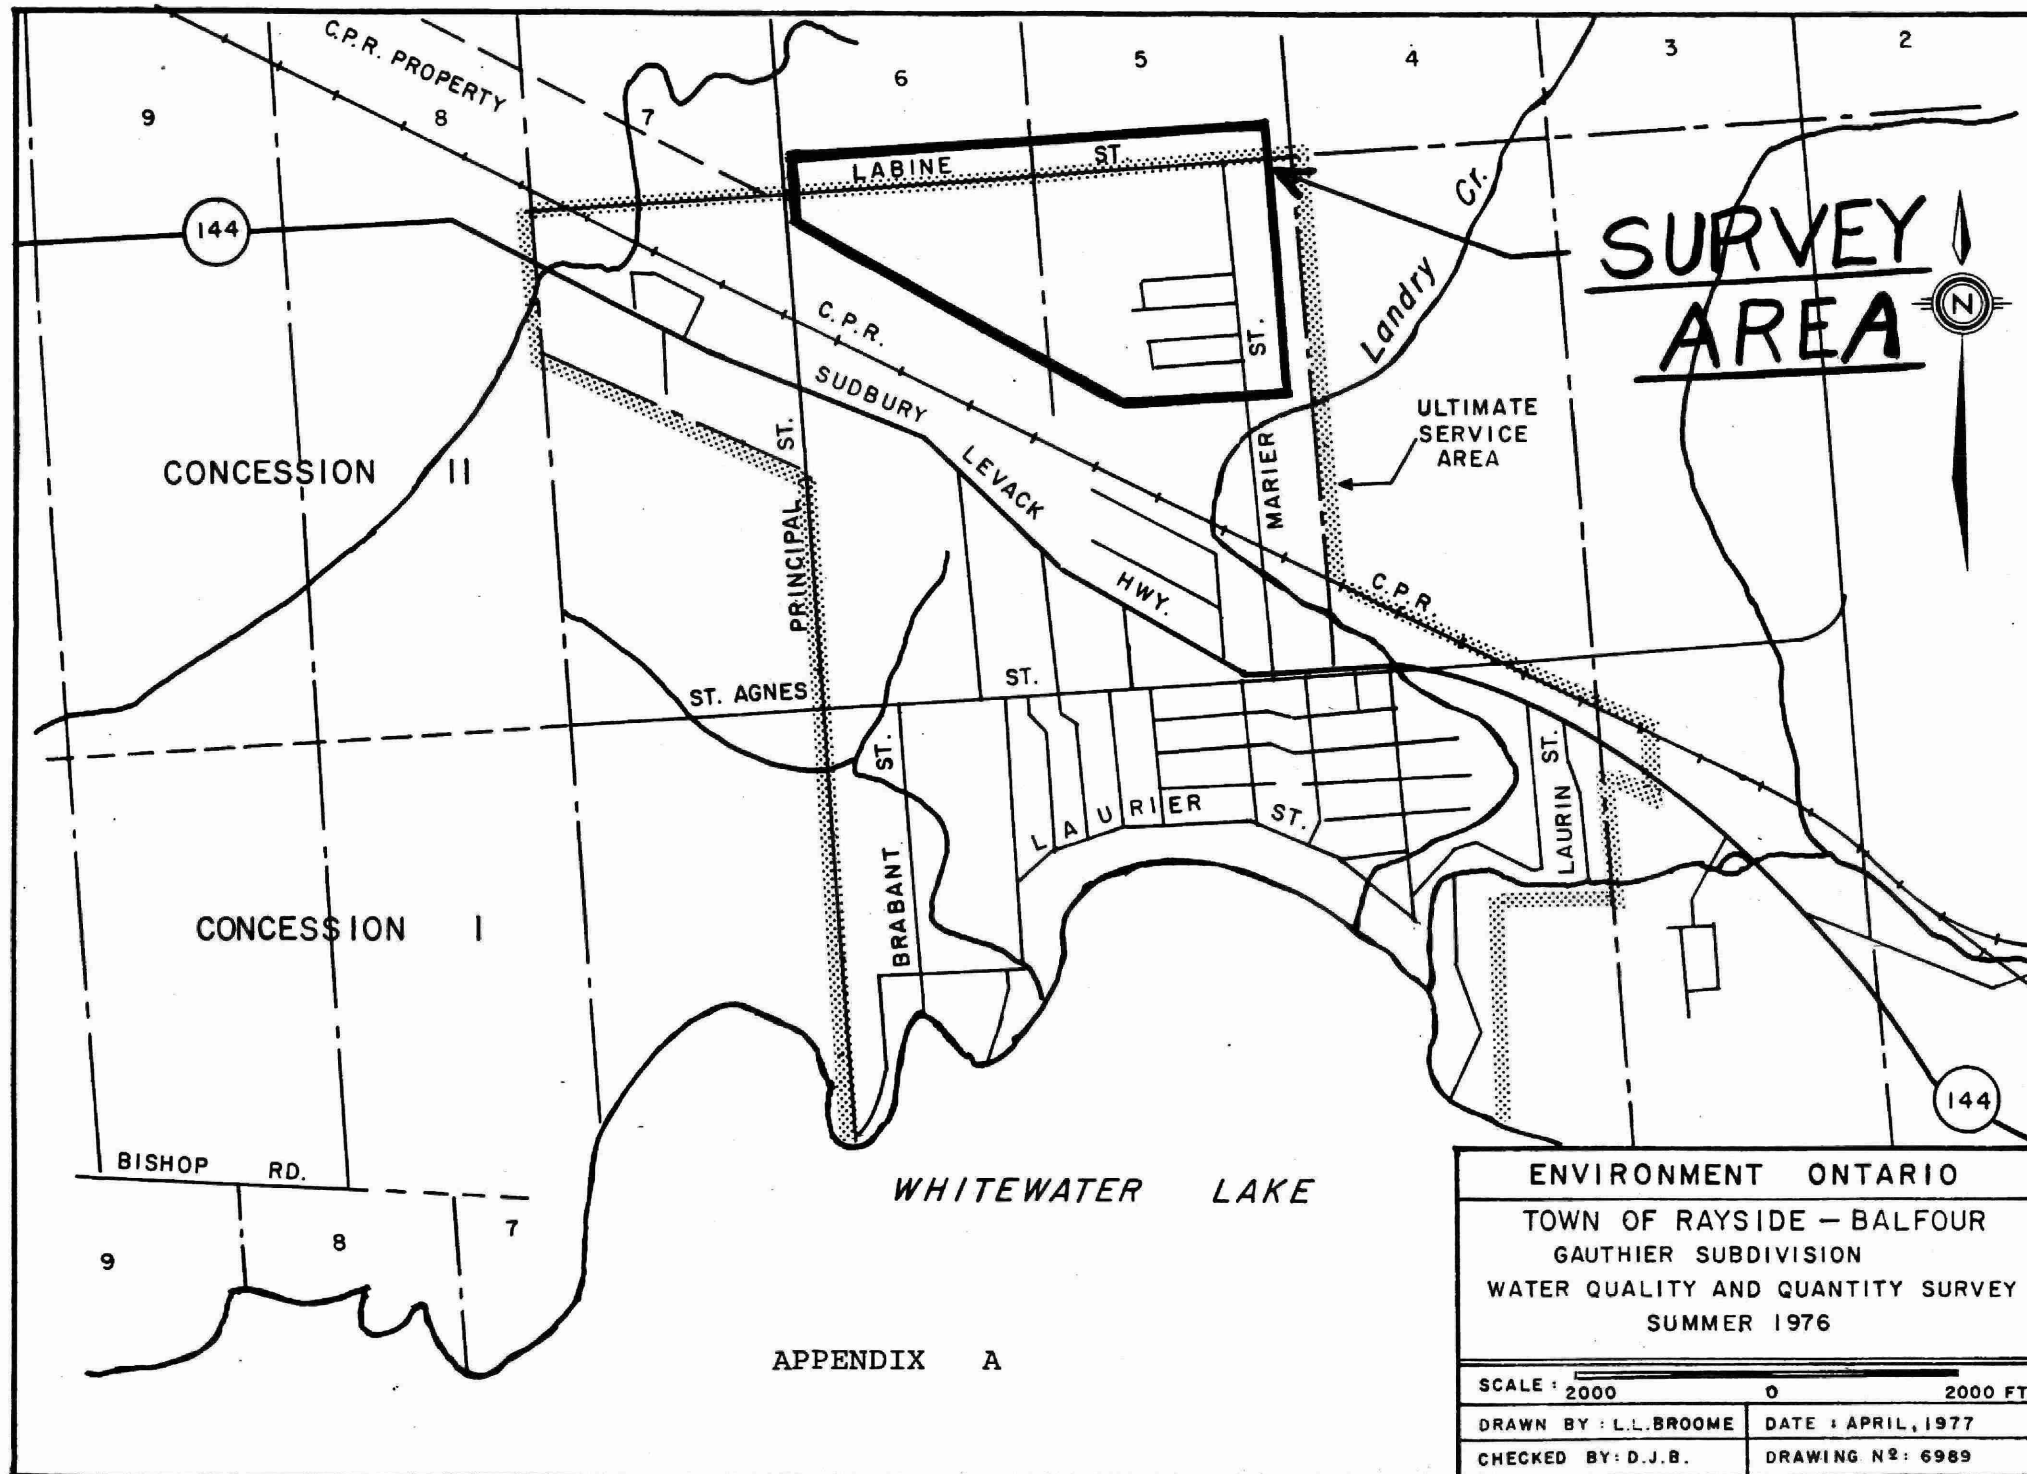 C.P.R. PROPERTY
9
8
7
6
5
4
3
2
LABINE ST.
144
Landry Cr.
SURVEY
AREA
N
C.P.R.
SUDBURY LEVACK HWY.
ST.
MARIER
ULTIMATE
SERVICE
AREA
CONCESSION II
PRINCIPAL ST.
C.P.R.
ST. AGNES ST.
BRABANT ST.
LAURIER ST.
LAURIN ST.
CONCESSION I
144
BISHOP RD.
9
8
7
WHITEWATER LAKE
APPENDIX A
ENVIRONMENT ONTARIO
TOWN OF RAYSIDE – BALFOUR
GAUTHIER SUBDIVISION
WATER QUALITY AND QUANTITY SURVEY
SUMMER 1976
SCALE : 2000 0 2000 FT
DRAWN BY : L.L.BROOME
DATE : APRIL, 1977
CHECKED BY: D.J.B.
DRAWING Nº: 6989